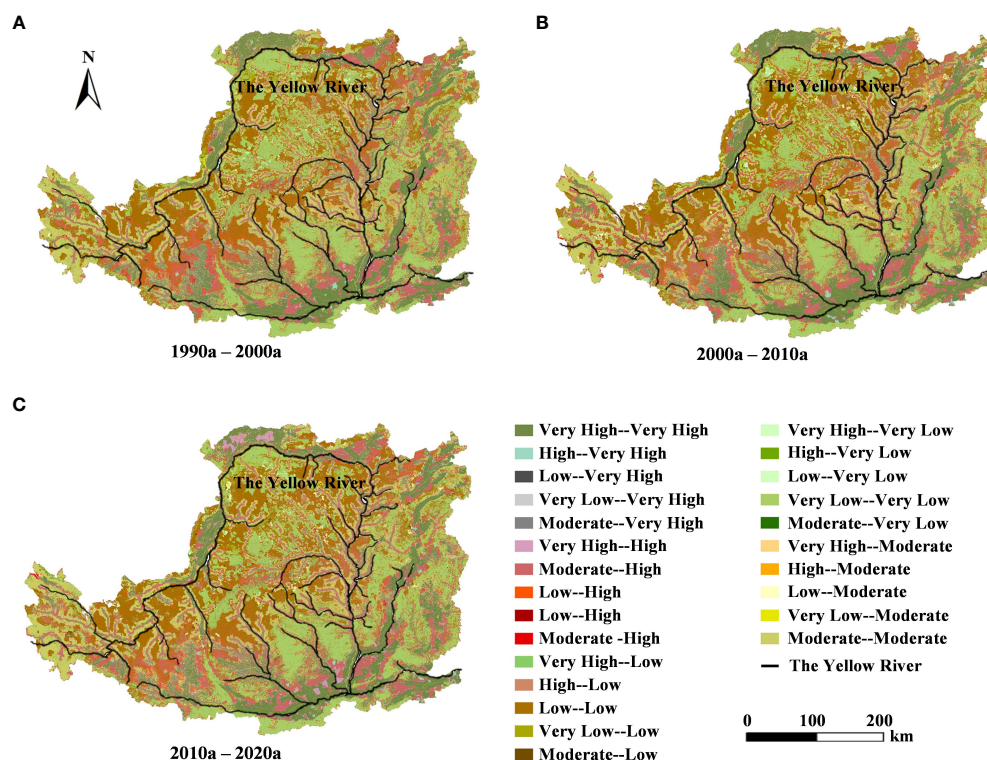 A
B
N
The Yellow River
The Yellow River
1990a – 2000a
2000a – 2010a
C
The Yellow River
2010a – 2020a
Very High--Very High
High--Very High
Low--Very High
Very Low--Very High
Moderate--Very High
Very High--High
Moderate--High
Low--High
Low--High
Moderate -High
Very High--Low
High--Low
Low--Low
Very Low--Low
Moderate--Low
Very High--Very Low
High--Very Low
Low--Very Low
Very Low--Very Low
Moderate--Very Low
Very High--Moderate
High--Moderate
Low--Moderate
Very Low--Moderate
Moderate--Moderate
The Yellow River
0 100 200
km